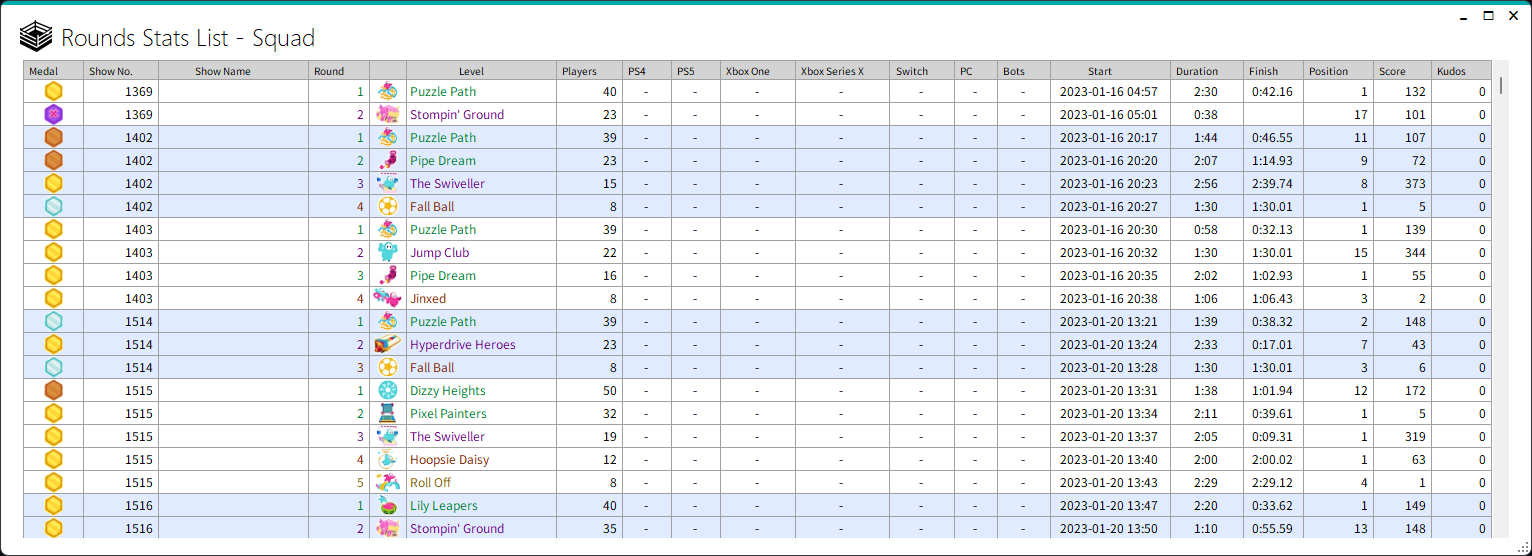 Rounds Stats List - Squad
Medal Show No. Show Name Round Level Players PS4 PS5 Xbox One Xbox Series X Switch PC Bots Start Duration Finish Position Score Kudos
1369 1 Puzzle Path 40 - - - - - - - 2023-01-16 04:57 2:30 0:42.16 1 132 0
1369 2 Stompin' Ground 23 - - - - - - - 2023-01-16 05:01 0:38 17 101 0
1402 1 Puzzle Path 39 - - - - - - - 2023-01-16 20:17 1:44 0:46.55 11 107 0
1402 2 Pipe Dream 23 - - - - - - - 2023-01-16 20:20 2:07 1:14.93 9 72 0
1402 3 The Swiveller 15 - - - - - - - 2023-01-16 20:23 2:56 2:39.74 8 373 0
1402 4 Fall Ball 8 - - - - - - - 2023-01-16 20:27 1:30 1:30.01 1 5 0
1403 1 Puzzle Path 39 - - - - - - - 2023-01-16 20:30 0:58 0:32.13 1 139 0
1403 2 Jump Club 22 - - - - - - - 2023-01-16 20:32 1:30 1:30.01 15 344 0
1403 3 Pipe Dream 16 - - - - - - - 2023-01-16 20:35 2:02 1:02.93 1 55 0
1403 4 Jinxed 8 - - - - - - - 2023-01-16 20:38 1:06 1:06.43 3 2 0
1514 1 Puzzle Path 39 - - - - - - - 2023-01-20 13:21 1:39 0:38.32 2 148 0
1514 2 Hyperdrive Heroes 23 - - - - - - - 2023-01-20 13:24 2:33 0:17.01 7 43 0
1514 3 Fall Ball 8 - - - - - - - 2023-01-20 13:28 1:30 1:30.01 3 6 0
1515 1 Dizzy Heights 50 - - - - - - - 2023-01-20 13:31 1:38 1:01.94 12 172 0
1515 2 Pixel Painters 32 - - - - - - - 2023-01-20 13:34 2:11 0:39.61 1 5 0
1515 3 The Swiveller 19 - - - - - - - 2023-01-20 13:37 2:05 0:09.31 1 319 0
1515 4 Hoopsie Daisy 12 - - - - - - - 2023-01-20 13:40 2:00 2:00.02 1 63 0
1515 5 Roll Off 8 - - - - - - - 2023-01-20 13:43 2:29 2:29.12 4 1 0
1516 1 Lily Leapers 40 - - - - - - - 2023-01-20 13:47 2:20 0:33.62 1 149 0
1516 2 Stompin' Ground 35 - - - - - - - 2023-01-20 13:50 1:10 0:55.59 13 148 0